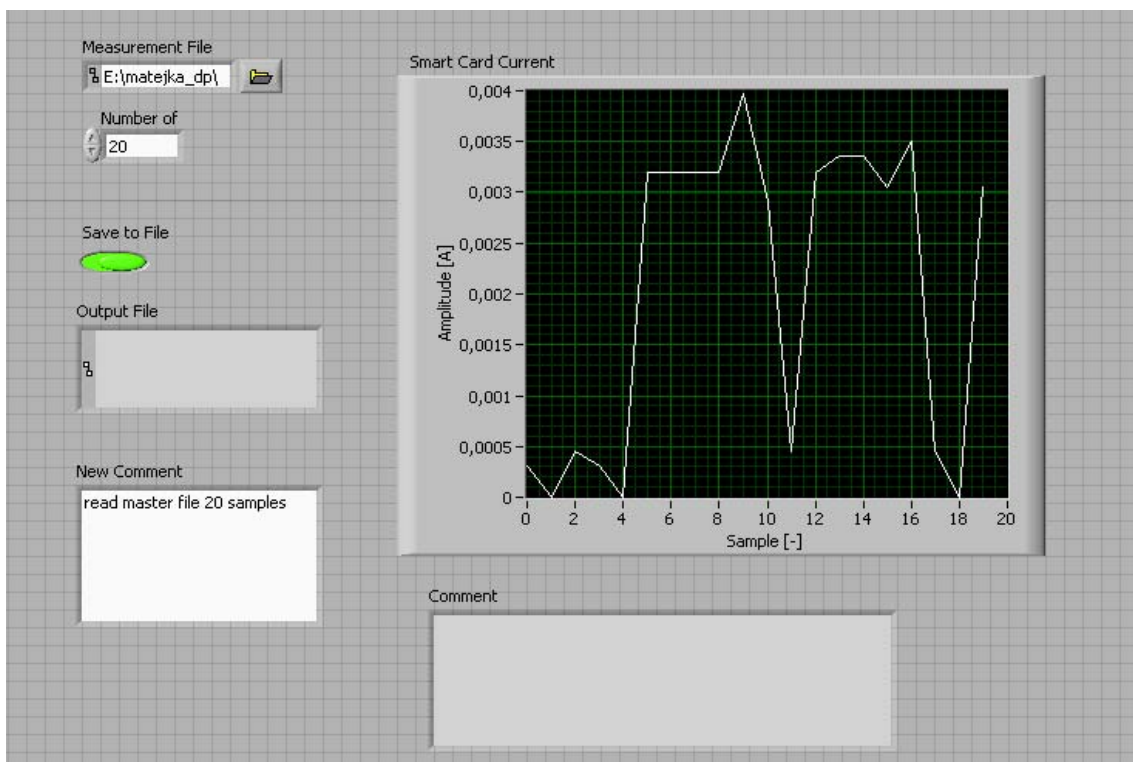 Measurement File
E:\matejka_dp\
Number of
20
Save to File
Output File
New Comment
read master file 20 samples
Smart Card Current
0,004
0,0035
0,003
0,0025
0,002
0,0015
0,001
0,0005
0
Amplitude [A]
0 2 4 6 8 10 12 14 16 18 20
Sample [-]
Comment